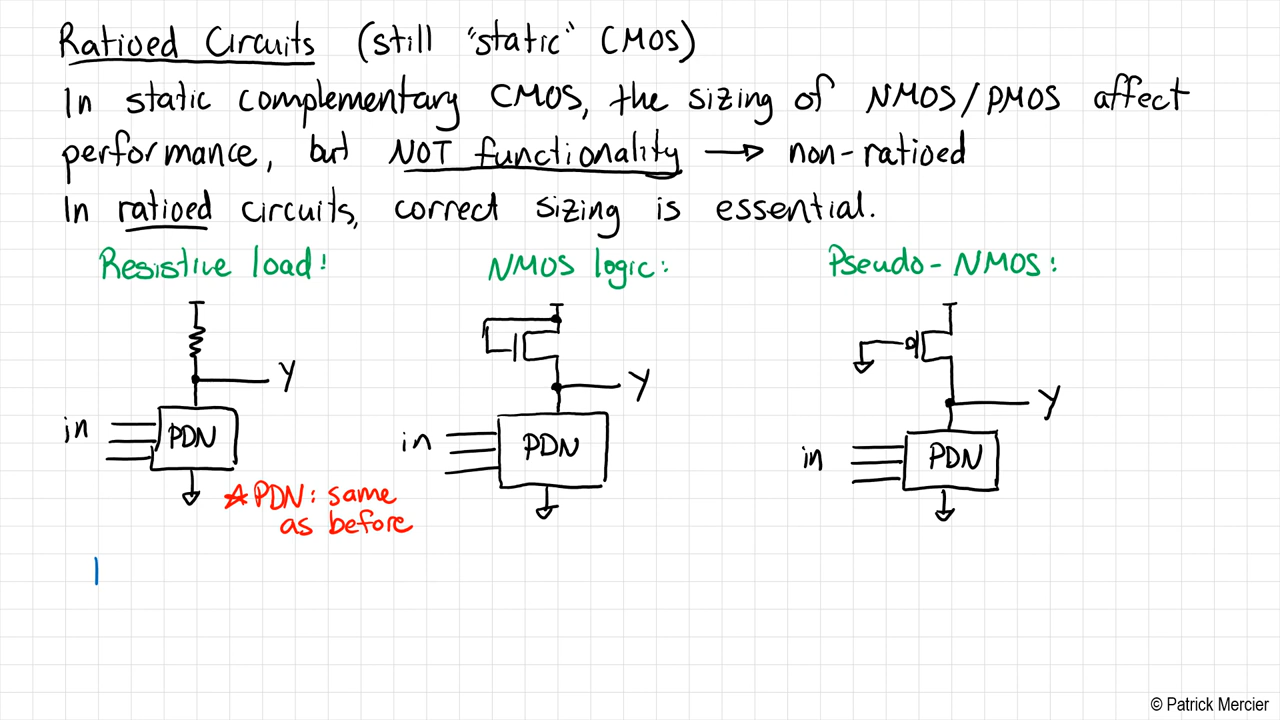 Ratioed Circuits (still "static" CMOS)
In static complementary CMOS, the sizing of NMOS/PMOS affect
performance, but NOT functionality → non-ratioed
In ratioed circuits, correct sizing is essential.
Resistive load:
NMOS logic:
Pseudo-NMOS:
Y
Y
Y
in
PDN
in
PDN
in
PDN
*PDN: same
as before
© Patrick Mercier